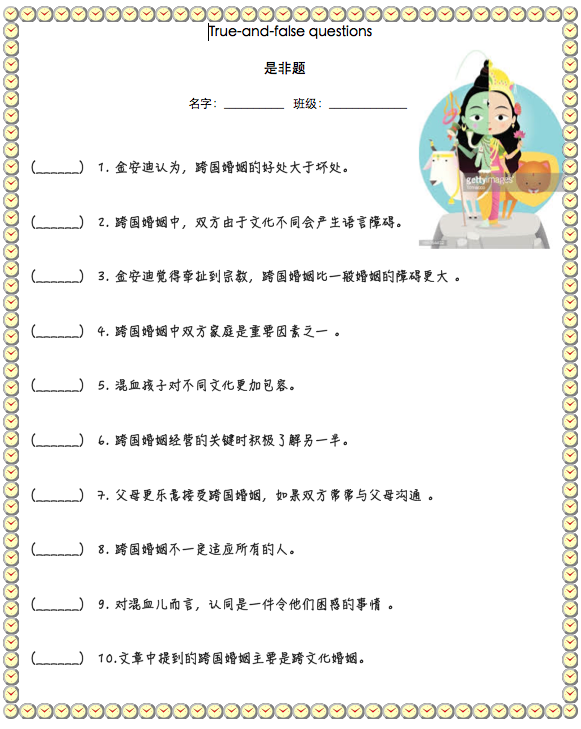 True-and-false questions
是非题
名字：__________ 班级：_____________
(______) 1. 金安迪认为，跨国婚姻的好处大于坏处。
gettyimages
(______) 2. 跨国婚姻中，双方由于文化不同会产生语言障碍。
(______) 3. 金安迪觉得牵扯到宗教，跨国婚姻比一般婚姻的障碍更大 。
(______) 4. 跨国婚姻中双方家庭是重要因素之一 。
(______) 5. 混血孩子对不同文化更加包容。
(______) 6. 跨国婚姻经营的关键时积极了解另一半。
(______) 7. 父母更乐意接受跨国婚姻，如果双方常常与父母沟通 。
(______) 8. 跨国婚姻不一定适应所有的人。
(______) 9. 对混血儿而言，认同是一件令他们困惑的事情 。
(______) 10.文章中提到的跨国婚姻主要是跨文化婚姻。